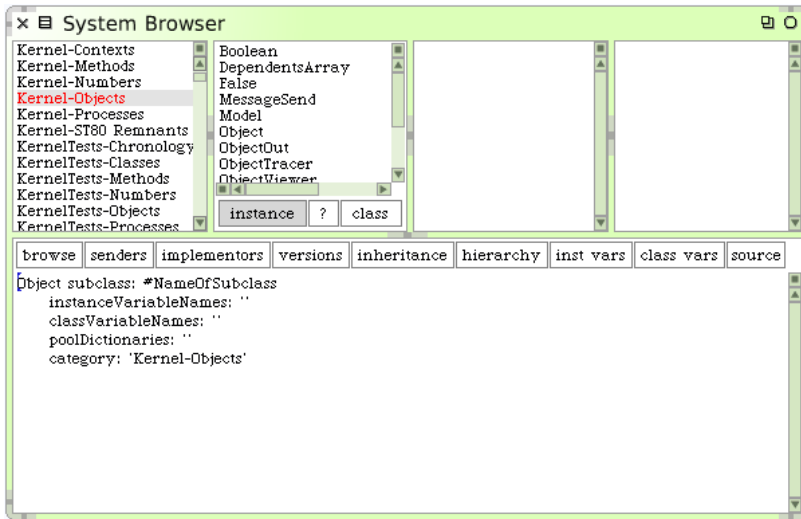 System Browser
Kernel-Contexts
Kernel-Methods
Kernel-Numbers
Kernel-Objects
Kernel-Processes
Kernel-ST80 Remnants
KernelTests-Chronology
KernelTests-Classes
KernelTests-Methods
KernelTests-Numbers
KernelTests-Objects
KernelTests-Processes
Boolean
DependentsArray
False
MessageSend
Model
Object
ObjectOut
ObjectTracer
ObjectViewer
instance ? class
browse senders implementors versions inheritance hierarchy inst vars class vars source
Object subclass: #NameOfSubclass
instanceVariableNames: ''
classVariableNames: ''
poolDictionaries: ''
category: 'Kernel-Objects'